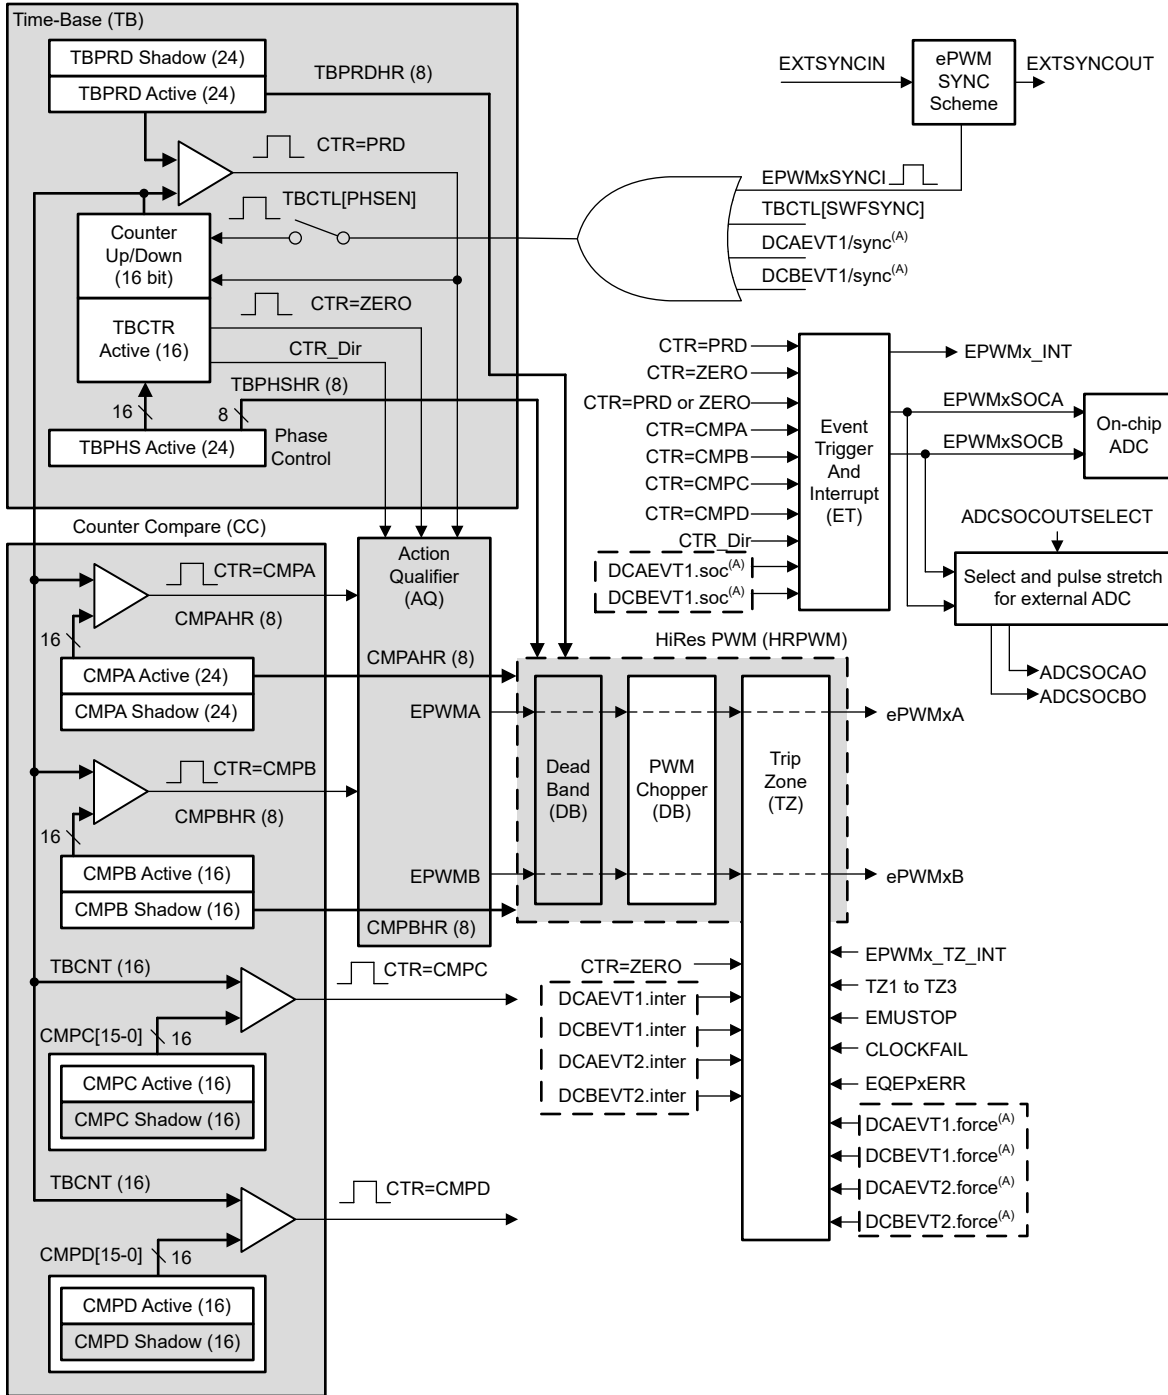 Time-Base (TB)
TBPRD Shadow (24)
TBPRD Active (24)
TBPRDHR (8)
CTR=PRD
TBCTL[PHSEN]
Counter
Up/Down
(16 bit)
CTR=ZERO
TBCTR
Active (16)
CTR_Dir
TBPHSHR (8)
16
8
TBPHS Active (24)
Phase
Control
EXTSYNCIN
ePWM
SYNC
Scheme
EXTSYNCOUT
EPWMxSYNCI
TBCTL[SWFSYNC]
DCAEVT1/sync(A)
DCBEVT1/sync(A)
CTR=PRD
CTR=ZERO
CTR=PRD or ZERO
CTR=CMPA
CTR=CMPB
CTR=CMPC
CTR=CMPD
CTR_Dir
DCAEVT1.soc(A)
DCBEVT1.soc(A)
Event
Trigger
And
Interrupt
(ET)
EPWMx_INT
EPWMxSOCA
EPWMxSOCB
On-chip
ADC
ADCSOCOUTSELECT
Select and pulse stretch
for external ADC
ADCSOCAO
ADCSOCBO
Counter Compare (CC)
CTR=CMPA
CMPAHR (8)
16
CMPA Active (24)
CMPA Shadow (24)
CTR=CMPB
CMPBHR (8)
16
CMPB Active (16)
CMPB Shadow (16)
TBCNT (16)
CTR=CMPC
CMPC[15-0]
16
CMPC Active (16)
CMPC Shadow (16)
TBCNT (16)
CTR=CMPD
CMPD[15-0]
16
CMPD Active (16)
CMPD Shadow (16)
Action
Qualifier
(AQ)
CMPAHR (8)
EPWMA
EPWMB
CMPBHR (8)
HiRes PWM (HRPWM)
Dead
Band
(DB)
PWM
Chopper
(DB)
Trip
Zone
(TZ)
ePWMxA
ePWMxB
CTR=ZERO
DCAEVT1.inter
DCBEVT1.inter
DCAEVT2.inter
DCBEVT2.inter
EPWMx_TZ_INT
TZ1 to TZ3
EMUSTOP
CLOCKFAIL
EQEPxERR
DCAEVT1.force(A)
DCBEVT1.force(A)
DCAEVT2.force(A)
DCBEVT2.force(A)